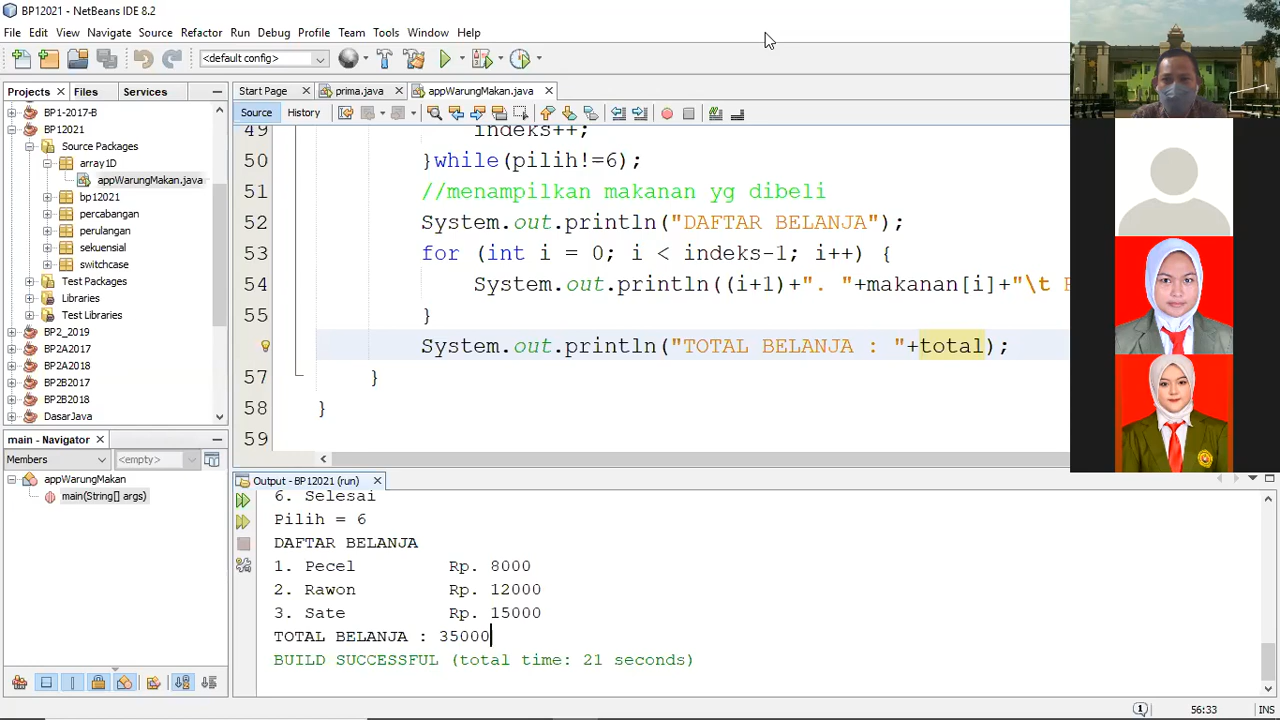 BP12021 - NetBeans IDE 8.2
File Edit View Navigate Source Refactor Run Debug Profile Team Tools Window Help
<default config>
Projects Files Services
Start Page prima.java appWarungMakan.java
Source History
BP1-2017-B
BP12021
Source Packages
array1D
appWarungMakan.java
bp12021
percabangan
perulangan
sekuensial
switchcase
Test Packages
Libraries
Test Libraries
BP2_2019
BP2A2017
BP2A2018
BP2B2017
BP2B2018
DasarJava
49 indeks++;
50 }while(pilih!=6);
51 //menampilkan makanan yg dibeli
52 System.out.println("DAFTAR BELANJA");
53 for (int i = 0; i < indeks-1; i++) {
54 System.out.println((i+1)+". "+makanan[i]+"\t
55 }
System.out.println("TOTAL BELANJA : "+total);
57 }
58 }
59
main - Navigator
Members <empty>
appWarungMakan
main(String[] args)
Output - BP12021 (run)
6. Selesai
Pilih = 6
DAFTAR BELANJA
1. Pecel Rp. 8000
2. Rawon Rp. 12000
3. Sate Rp. 15000
TOTAL BELANJA : 35000
BUILD SUCCESSFUL (total time: 21 seconds)
1 56:33 INS